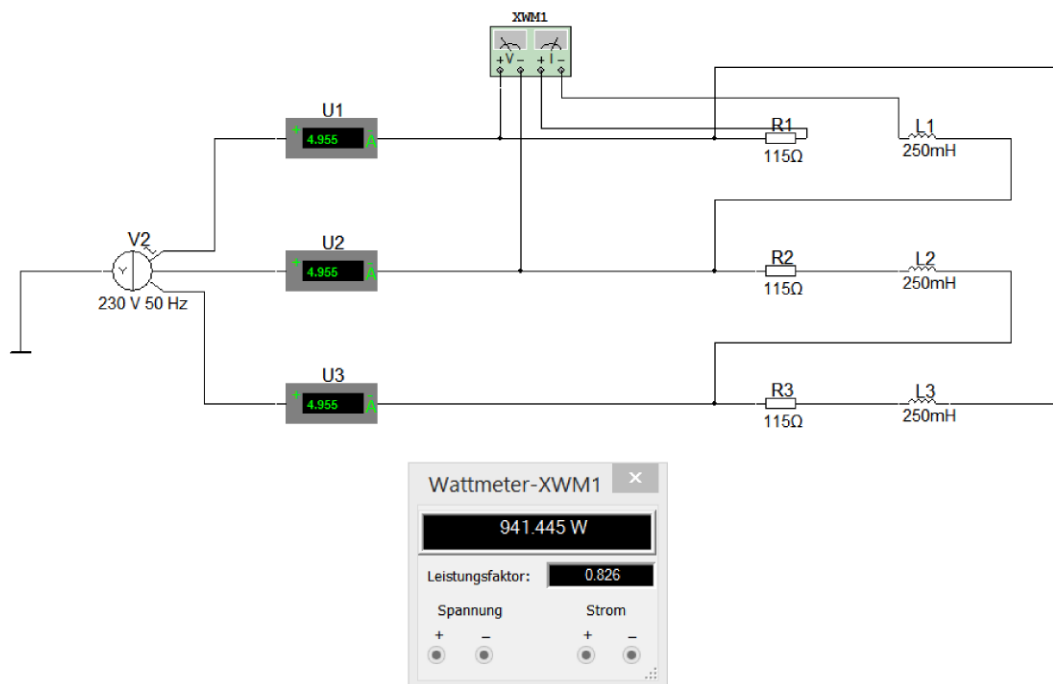 XWM1
+ V - + I -
U1
+ 4.955 - A
R1
115Ω
L1
250mH
V2
Y
230 V 50 Hz
U2
+ 4.955 - A
R2
115Ω
L2
250mH
U3
+ 4.955 - A
R3
115Ω
L3
250mH
Wattmeter-XWM1
941.445 W
Leistungsfaktor: 0.826
Spannung Strom
+ - + -